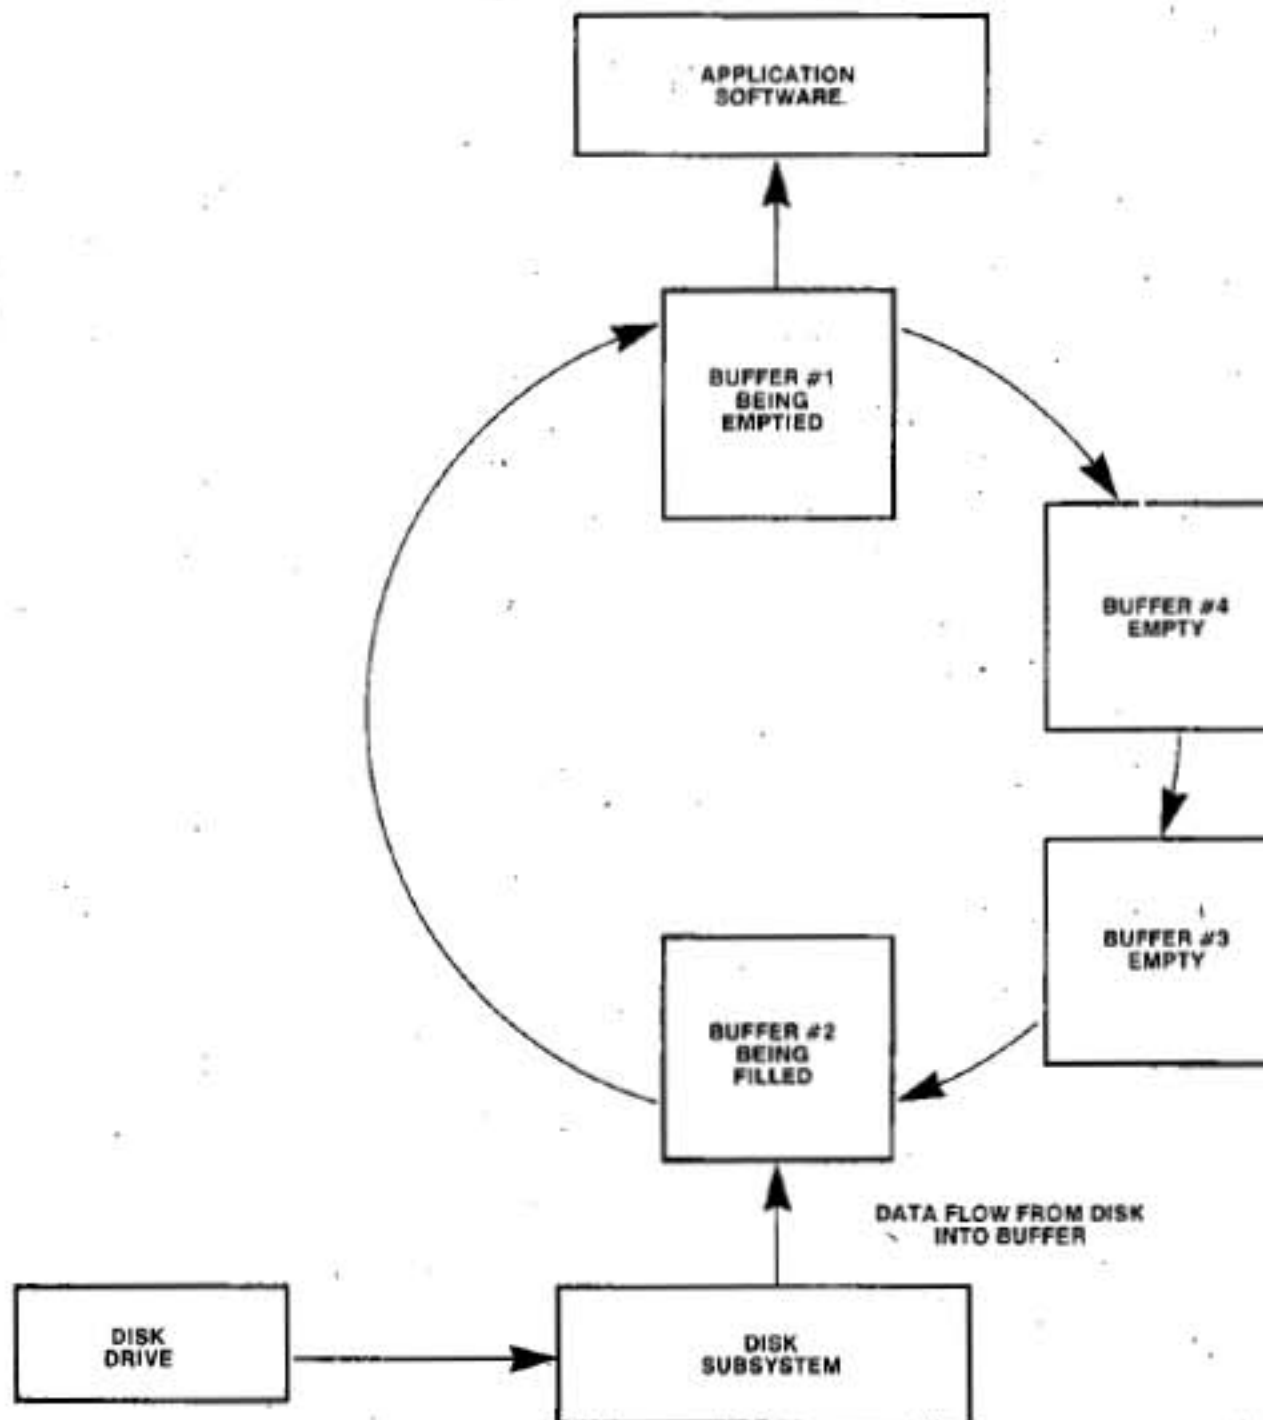 APPLICATION
SOFTWARE
BUFFER #1
BEING
EMPTIED
BUFFER #4
EMPTY
BUFFER #3
EMPTY
BUFFER #2
BEING
FILLED
DATA FLOW FROM DISK
INTO BUFFER
DISK
DRIVE
DISK
SUBSYSTEM